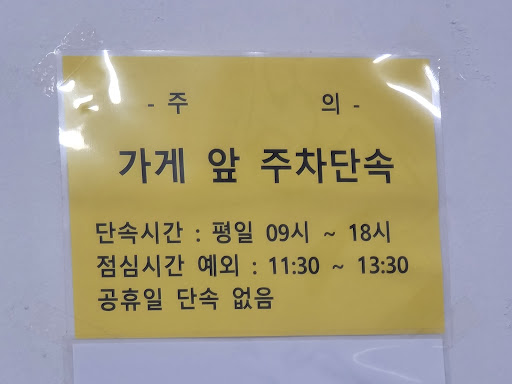 - 주 의 -
가게 앞 주차단속
단속시간 : 평일 09시 ~ 18시
점심시간 예외 : 11:30 ~ 13:30
공휴일 단속 없음